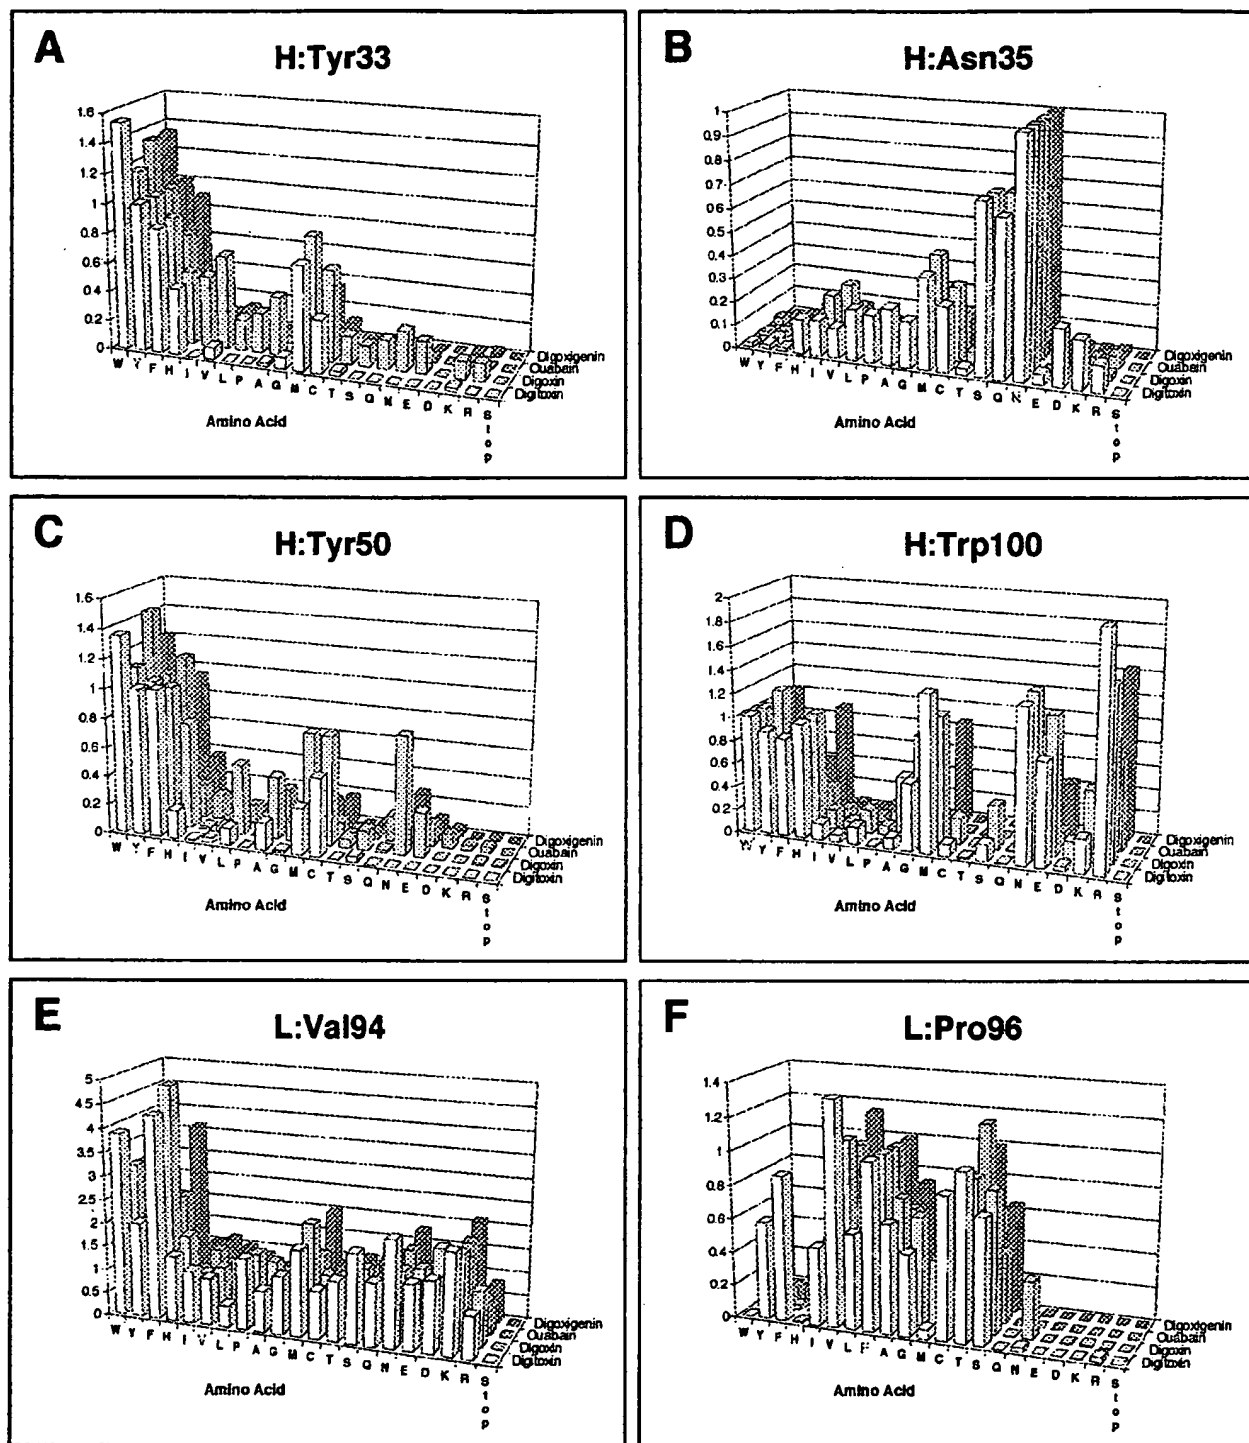 A
H:Tyr33
1.6
1.4
1.2
1
0.8
0.6
0.4
0.2
0
W Y F H I V L P A G M C T S Q N E D K R Stop
Digoxigenin
Ouabain
Digoxin
Digitoxin
Amino Acid
B
H:Asn35
1
0.9
0.8
0.7
0.6
0.5
0.4
0.3
0.2
0.1
0
W Y F H I V L P A G M C T S Q N E D K R Stop
Digoxigenin
Ouabain
Digoxin
Digitoxin
Amino Acid
C
H:Tyr50
1.6
1.4
1.2
1
0.8
0.6
0.4
0.2
0
W Y F H I V L P A G M C T S Q N E D K R Stop
Digoxigenin
Ouabain
Digoxin
Digitoxin
Amino Acid
D
H:Trp100
2
1.8
1.6
1.4
1.2
1
0.8
0.6
0.4
0.2
0
W Y F H I V L P A G M C T S Q N E D K R Stop
Digoxigenin
Ouabain
Digoxin
Digitoxin
Amino Acid
E
L:Val94
5
4.5
4
3.5
3
2.5
2
1.5
1
0.5
0
W Y F H I V L P A G M C T S Q N E D K R Stop
Digoxigenin
Ouabain
Digoxin
Digitoxin
Amino Acid
F
L:Pro96
1.4
1.2
1
0.8
0.6
0.4
0.2
0
W Y F H I V L P A G M C T S Q N E D K R Stop
Digoxigenin
Ouabain
Digoxin
Digitoxin
Amino Acid